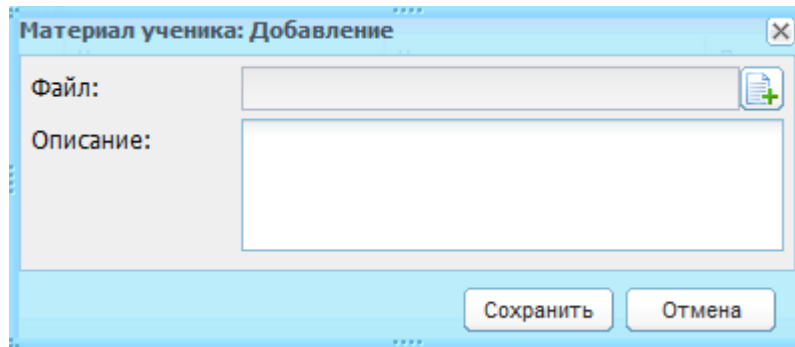 Материал ученика: Добавление
Файл:
Описание:
Сохранить Отмена